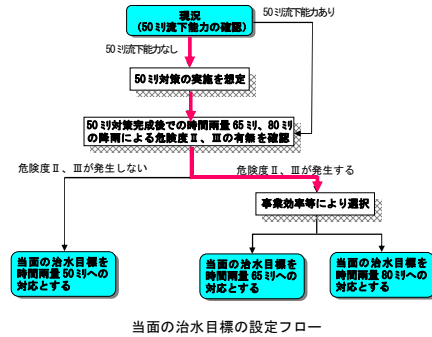 現況
(50ミリ流下能力の確認)
50ミリ流下能力あり
50ミリ流下能力なし
50ミリ対策の実施を想定
50ミリ対策完成後での時間雨量65ミリ、80ミリ
の降雨による危険度Ⅱ、Ⅲの有無を確認
危険度Ⅱ、Ⅲが発生しない
危険度Ⅱ、Ⅲが発生する
事業効率等により選択
当面の治水目標を
時間雨量50ミリへの
対応とする
当面の治水目標を
時間雨量65ミリへの
対応とする
当面の治水目標を
時間雨量80ミリへの
対応とする
当面の治水目標の設定フロー